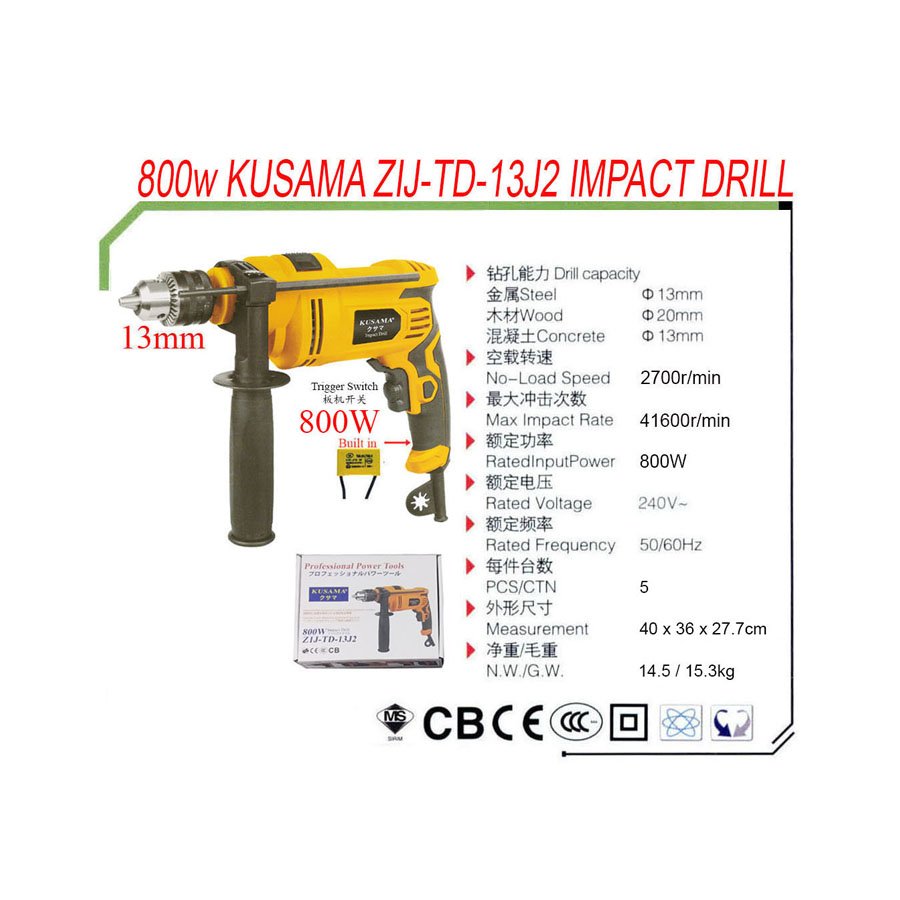 800w KUSAMA ZIJ-TD-13J2 IMPACT DRILL
13mm
KUSAMA®
クサマ
Impact Drill
Trigger Switch
板机开关
800W
Built in
Professional Power Tools
プロフェッショナルパワーツール
KUSAMA®
クサマ
800W Impact Drill
Z1J-TD-13J2
CE CB
钻孔能力 Drill capacity
金属Steel Φ13mm
木材Wood Φ20mm
混凝土Concrete Φ13mm
空载转速
No-Load Speed 2700r/min
最大冲击次数
Max Impact Rate 41600r/min
额定功率
RatedInputPower 800W
额定电压
Rated Voltage 240V~
额定频率
Rated Frequency 50/60Hz
每件台数
PCS/CTN 5
外形尺寸
Measurement 40 x 36 x 27.7cm
净重/毛重
N.W./G.W. 14.5 / 15.3kg
MS
SIRIM
CB CE CCC